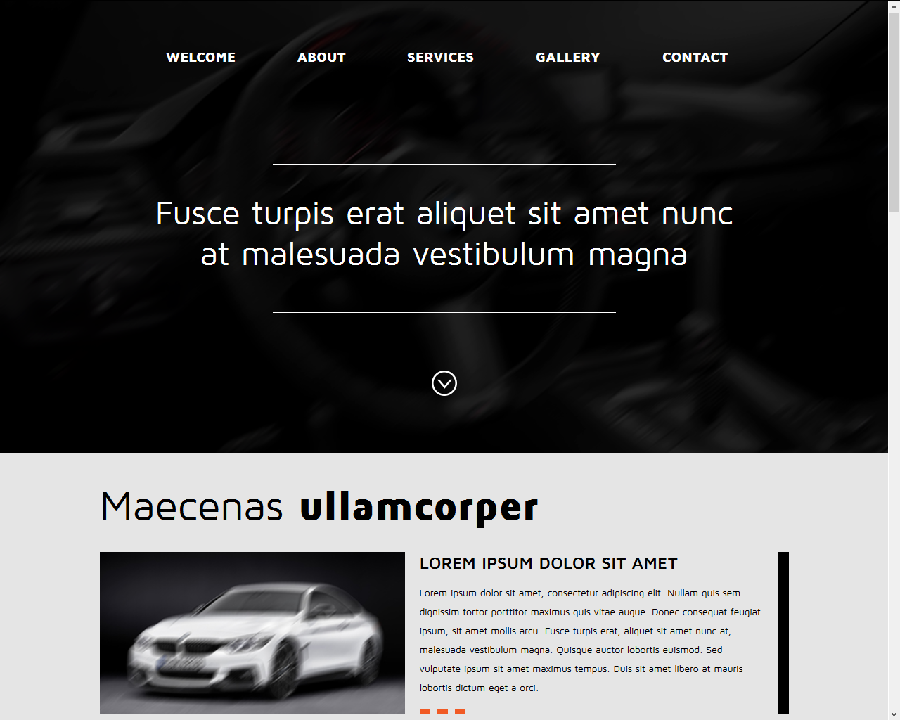 WELCOME ABOUT SERVICES GALLERY CONTACT
Fusce turpis erat aliquet sit amet nunc
at malesuada vestibulum magna
Maecenas ullamcorper
LOREM IPSUM DOLOR SIT AMET
Lorem ipsum dolor sit amet, consectetur adipiscing elit. Nullam quis sem
dignissim tortor porttitor maximus quis vitae augue. Donec consequat feugiat
ipsum, sit amet mollis arcu. Fusce turpis erat, aliquet sit amet nunc at,
malesuada vestibulum magna. Quisque auctor lobortis euismod. Sed
vulputate ipsum sit amet maximus tempus. Duis sit amet libero at mauris
lobortis dictum eget a orci.